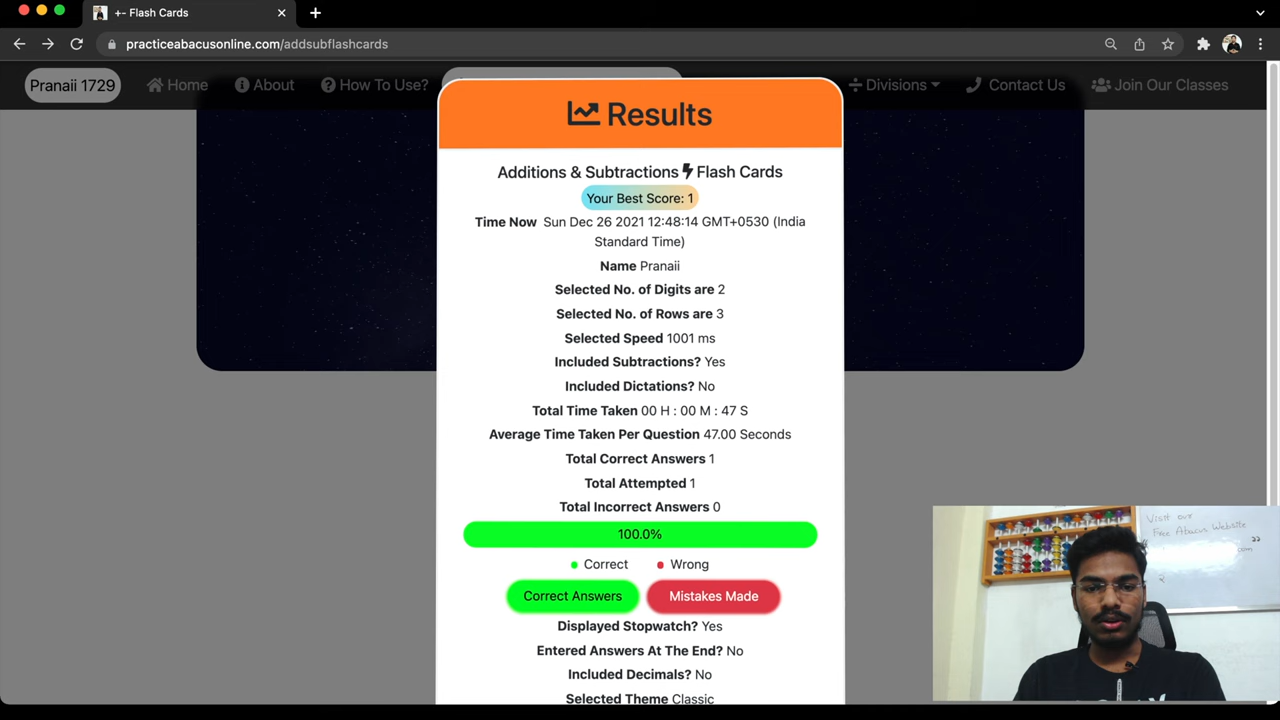 +- Flash Cards
practiceabacusonline.com/addsubflashcards
Pranaii 1729 Home About How To Use? Divisions Contact Us Join Our Classes
Results
Additions & Subtractions Flash Cards
Your Best Score: 1
Time Now Sun Dec 26 2021 12:48:14 GMT+0530 (India
Standard Time)
Name Pranaii
Selected No. of Digits are 2
Selected No. of Rows are 3
Selected Speed 1001 ms
Included Subtractions? Yes
Included Dictations? No
Total Time Taken 00 H : 00 M : 47 S
Average Time Taken Per Question 47.00 Seconds
Total Correct Answers 1
Total Attempted 1
Total Incorrect Answers 0
100.0%
Correct Wrong
Correct Answers Mistakes Made
Displayed Stopwatch? Yes
Entered Answers At The End? No
Included Decimals? No
Selected Theme Classic
Visit our
Free Abacus Website